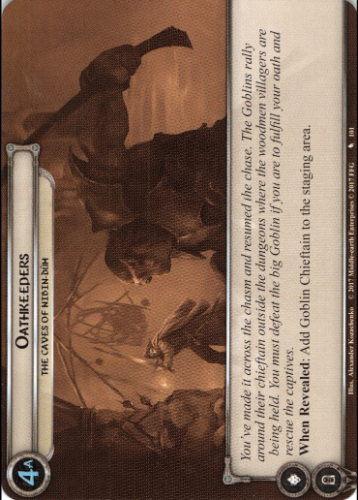 4A
OATHKEEPERS
THE CAVES OF NIBIN-DÛM
You've made it across the chasm and resumed the chase. The Goblins rally
around their chieftain outside the dungeons where the woodmen villagers are
being held. You must defeat the big Goblin if you are to fulfill your oath and
rescue the captives.
When Revealed: Add Goblin Chieftain to the staging area.
Illus. Alexander Kozachenko © 2017 Middle-earth Enterprises © 2017 FFG 101